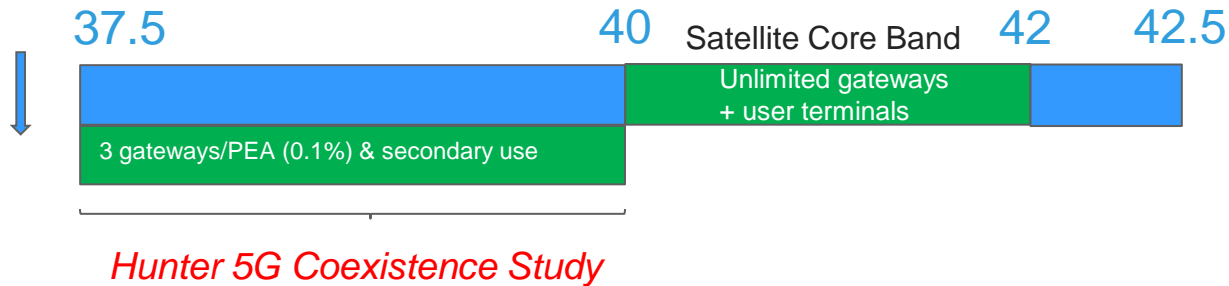 37.5
40
Satellite Core Band
42
42.5
Unlimited gateways
+ user terminals
3 gateways/PEA (0.1%) & secondary use
Hunter 5G Coexistence Study